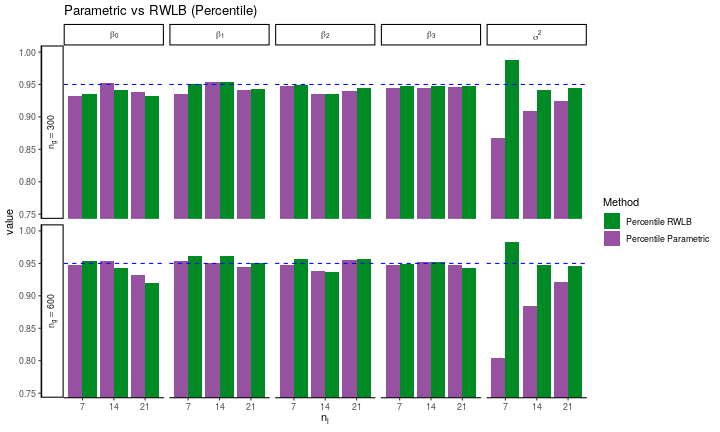 Parametric vs RWLB (Percentile)
β0 β1 β2 β3 σ2
1.00
0.95
0.90
0.85
0.80
0.75
ng = 300
value
1.00
0.95
0.90
0.85
0.80
0.75
ng = 600
7 14 21 7 14 21 7 14 21 7 14 21 7 14 21
ni
Method
Percentile RWLB
Percentile Parametric